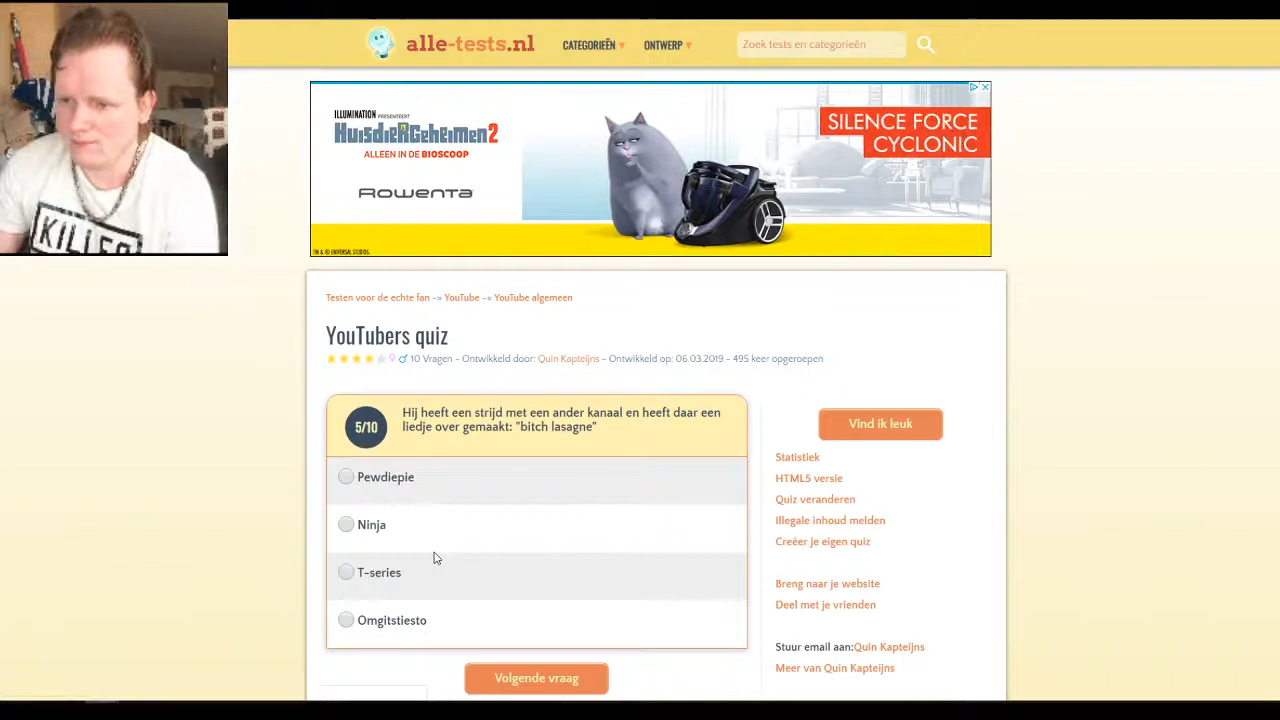 alle-tests.nl
CATEGORIEËN ▼
ONTWERP ▼
Zoek tests en categorieën
ILLUMINATION PRESENTEERT
HUISDIERGEHEIMEN 2
ALLEEN IN DE BIOSCOOP
ROWENTA
SILENCE FORCE
CYCLONIC
TM & © UNIVERSAL STUDIOS.
KILLER
Testen voor de echte fan -» YouTube -» YouTube algemeen
YouTubers quiz
10 Vragen - Ontwikkeld door: Quin Kapteijns - Ontwikkeld op: 06.03.2019 - 495 keer opgeroepen
5/10
Hij heeft een strijd met een ander kanaal en heeft daar een
liedje over gemaakt: "bitch lasagne"
Pewdiepie
Ninja
T-series
Omgitstiesto
Volgende vraag
Vind ik leuk
Statistiek
HTML5 versie
Quiz veranderen
Illegale inhoud melden
Creëer je eigen quiz
Breng naar je website
Deel met je vrienden
Stuur email aan:Quin Kapteijns
Meer van Quin Kapteijns